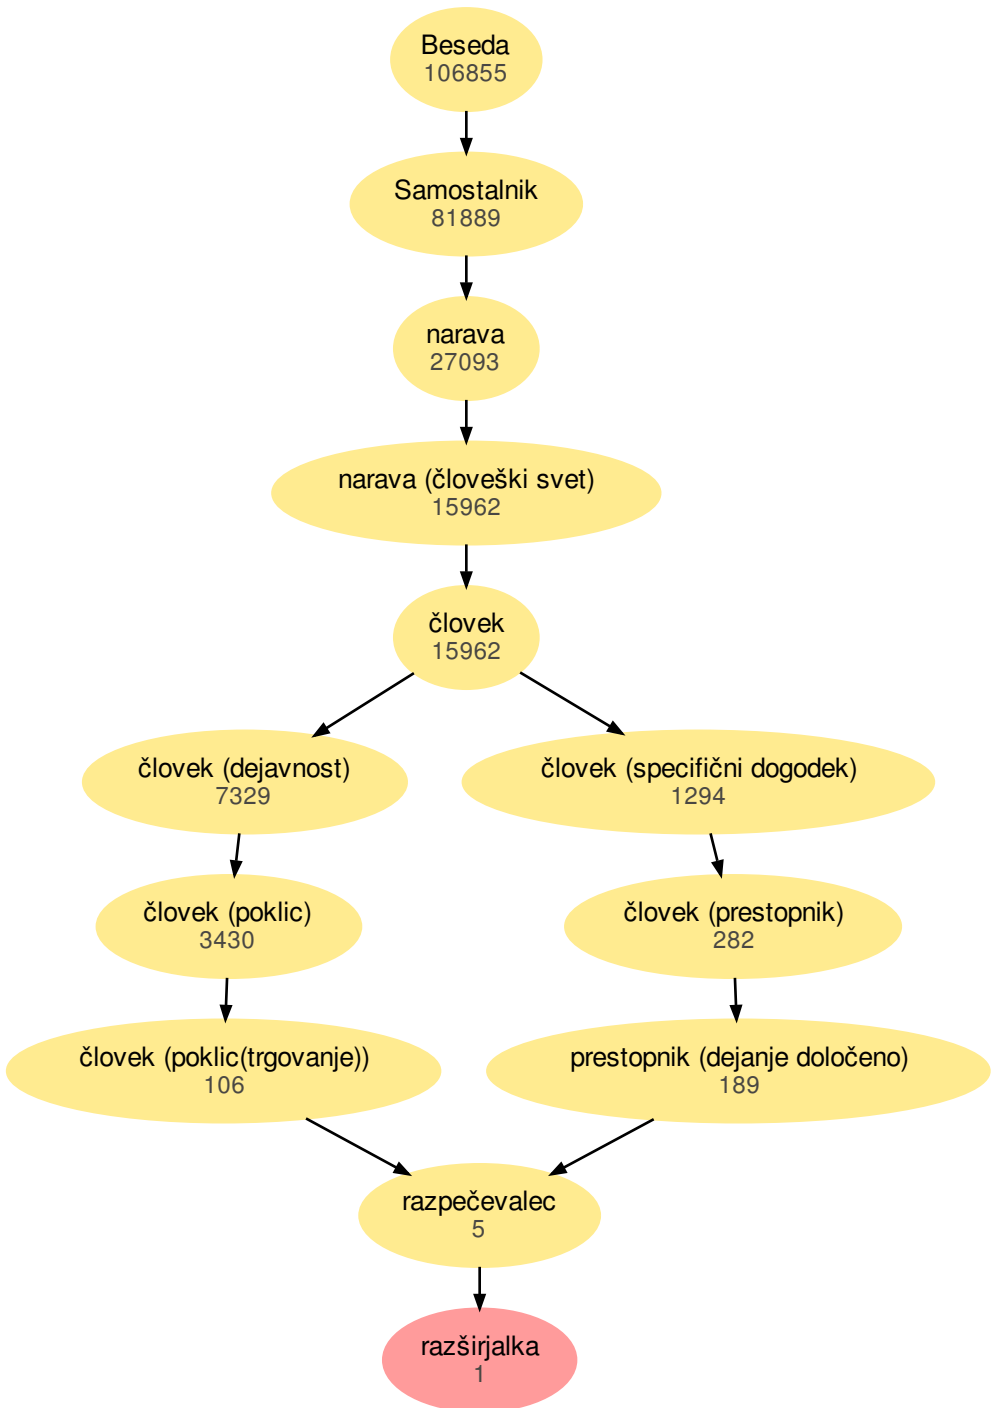 Beseda
106855
Samostalnik
81889
narava
27093
narava (človeški svet)
15962
človek
15962
človek (dejavnost)
7329
človek (specifični dogodek)
1294
človek (poklic)
3430
človek (prestopnik)
282
človek (poklic(trgovanje))
106
prestopnik (dejanje določeno)
189
razpečevalec
5
razširjalka
1